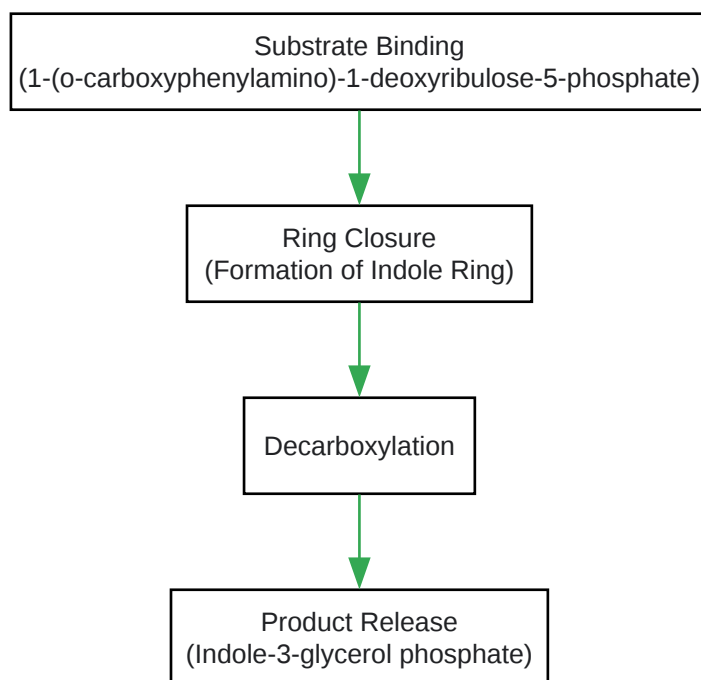 Substrate Binding
(1-(o-carboxyphenylamino)-1-deoxyribulose-5-phosphate)
Ring Closure
(Formation of Indole Ring)
Decarboxylation
Product Release
(Indole-3-glycerol phosphate)